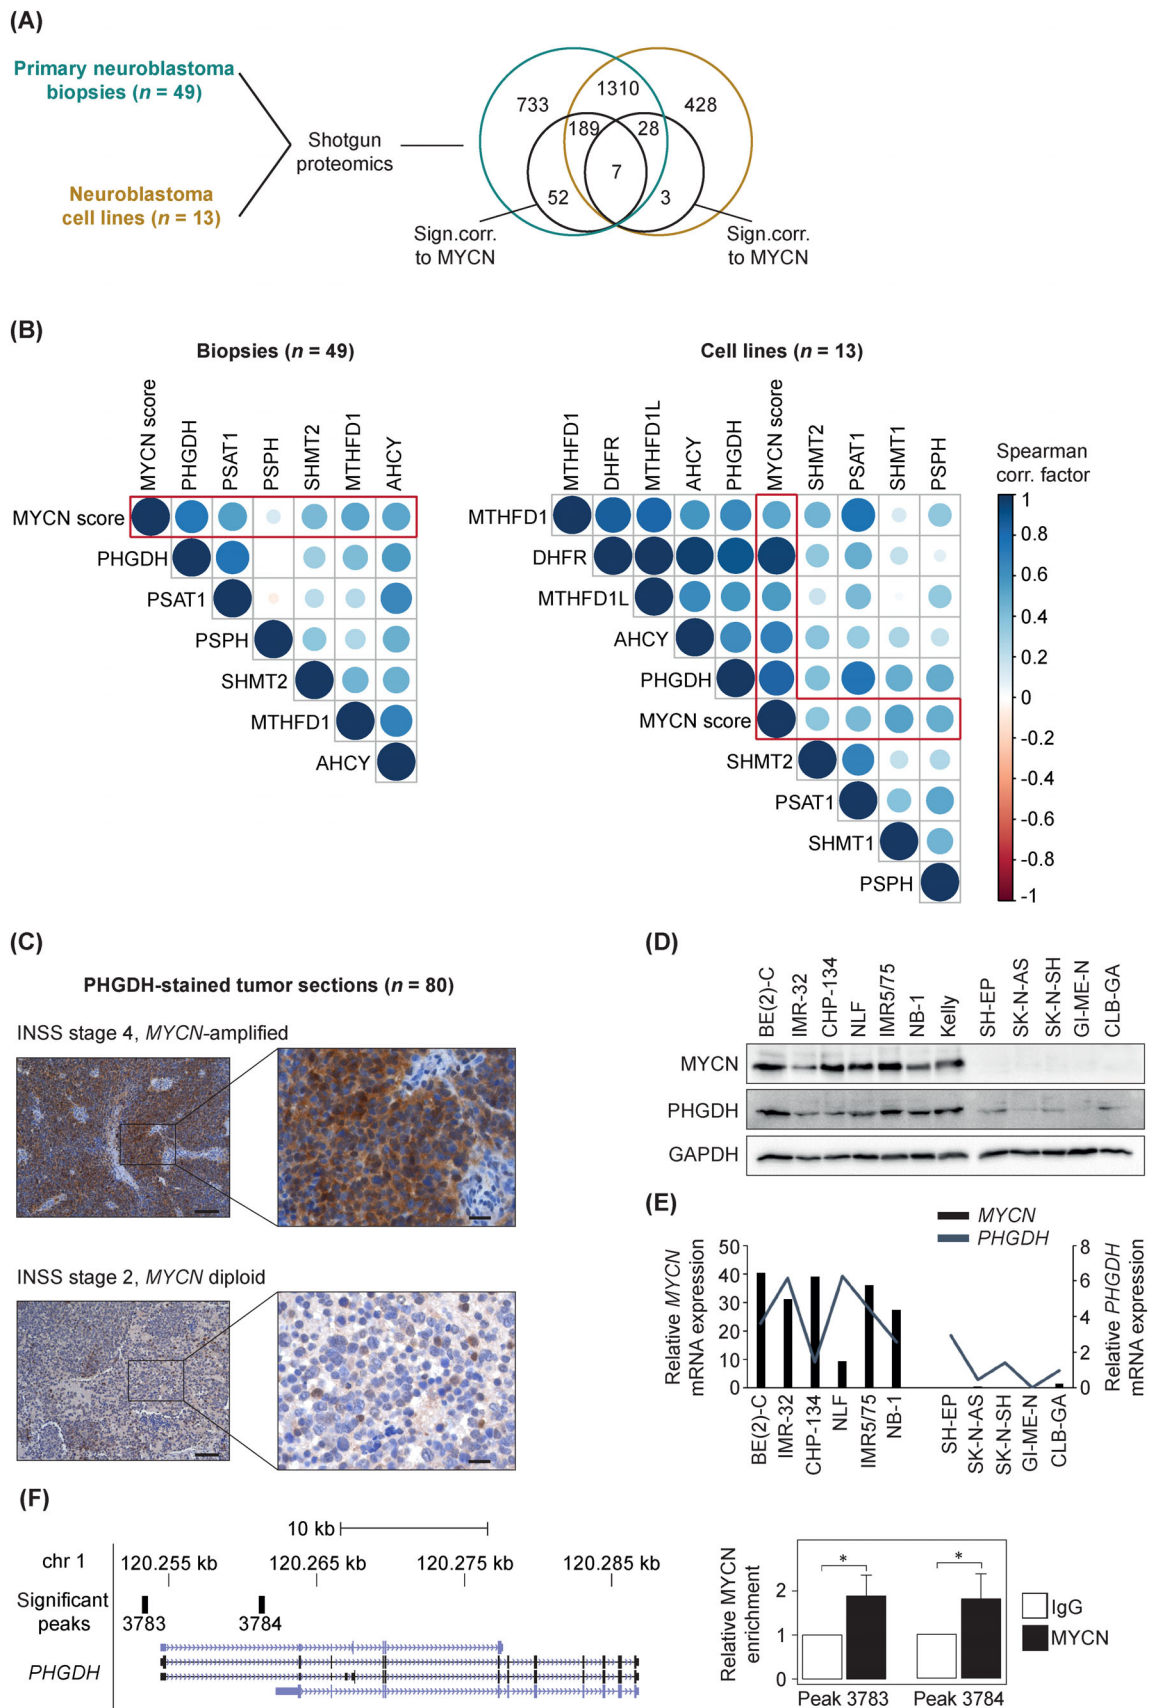 (A)
Primary neuroblastoma
biopsies (n = 49)
Neuroblastoma
cell lines (n = 13)
Shotgun
proteomics
733
1310
428
189
28
7
52
3
Sign.corr.
to MYCN
Sign.corr.
to MYCN
(B)
Biopsies (n = 49)
MYCN score
PHGDH
PSAT1
PSPH
SHMT2
MTHFD1
AHCY
MYCN score
PHGDH
PSAT1
PSPH
SHMT2
MTHFD1
AHCY
Cell lines (n = 13)
MTHFD1
DHFR
MTHFD1L
AHCY
PHGDH
MYCN score
SHMT2
PSAT1
SHMT1
PSPH
MTHFD1
DHFR
MTHFD1L
AHCY
PHGDH
MYCN score
SHMT2
PSAT1
SHMT1
PSPH
Spearman
corr. factor
1
0.8
0.6
0.4
0.2
0
-0.2
-0.4
-0.6
-0.8
-1
(C)
PHGDH-stained tumor sections (n = 80)
INSS stage 4, MYCN-amplified
INSS stage 2, MYCN diploid
(D)
BE(2)-C
IMR-32
CHP-134
NLF
IMR5/75
NB-1
Kelly
SH-EP
SK-N-AS
SK-N-SH
GI-ME-N
CLB-GA
MYCN
PHGDH
GAPDH
(E)
MYCN
PHGDH
Relative MYCN
mRNA expression
50
40
30
20
10
0
8
6
4
2
0
Relative PHGDH
mRNA expression
BE(2)-C
IMR-32
CHP-134
NLF
IMR5/75
NB-1
SH-EP
SK-N-AS
SK-N-SH
GI-ME-N
CLB-GA
(F)
10 kb
chr 1
120.255 kb
120.265 kb
120.275 kb
120.285 kb
Significant
peaks
3783
3784
PHGDH
Relative MYCN
enrichment
2
1
0
*
*
Peak 3783
Peak 3784
IgG
MYCN